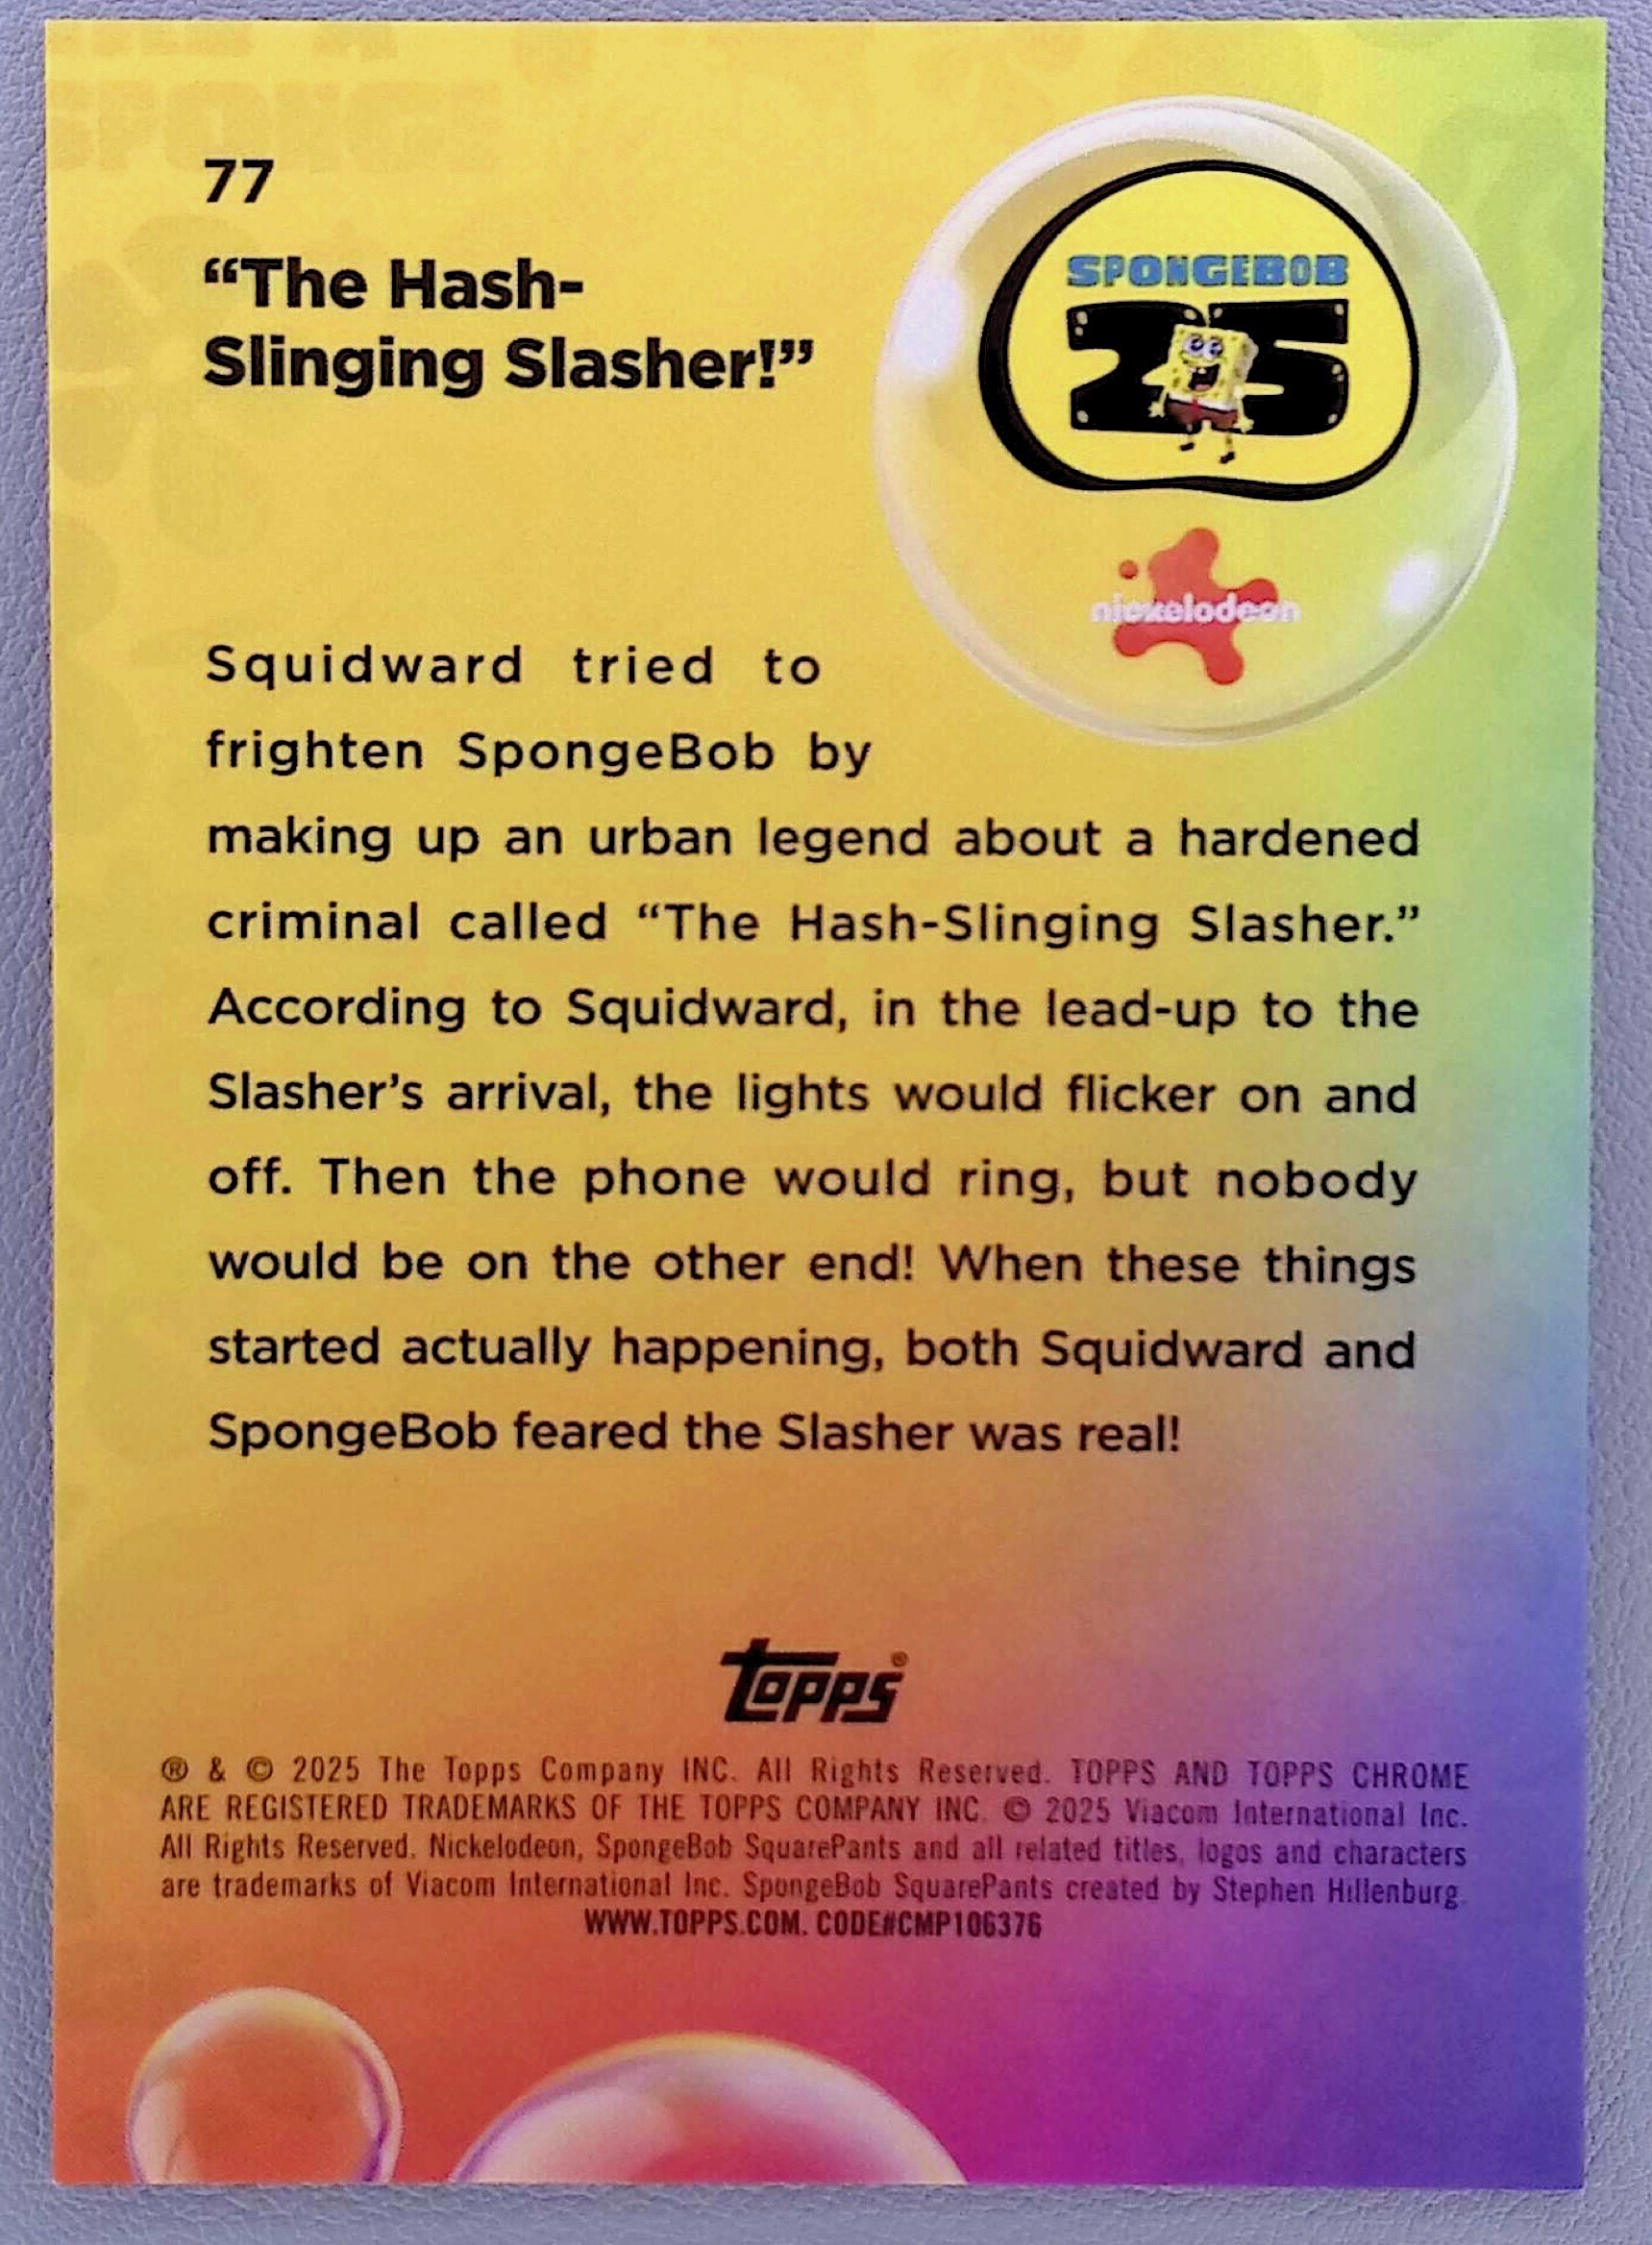 77
“The Hash-
Slinging Slasher!”
SPONGEBOB
25
nickelodeon
Squidward tried to
frighten SpongeBob by
making up an urban legend about a hardened
criminal called “The Hash-Slinging Slasher.”
According to Squidward, in the lead-up to the
Slasher’s arrival, the lights would flicker on and
off. Then the phone would ring, but nobody
would be on the other end! When these things
started actually happening, both Squidward and
SpongeBob feared the Slasher was real!
topps®
® & © 2025 The Topps Company INC. All Rights Reserved. TOPPS AND TOPPS CHROME
ARE REGISTERED TRADEMARKS OF THE TOPPS COMPANY INC. © 2025 Viacom International Inc.
All Rights Reserved. Nickelodeon, SpongeBob SquarePants and all related titles, logos and characters
are trademarks of Viacom International Inc. SpongeBob SquarePants created by Stephen Hillenburg.
WWW.TOPPS.COM. CODE#CMP106376